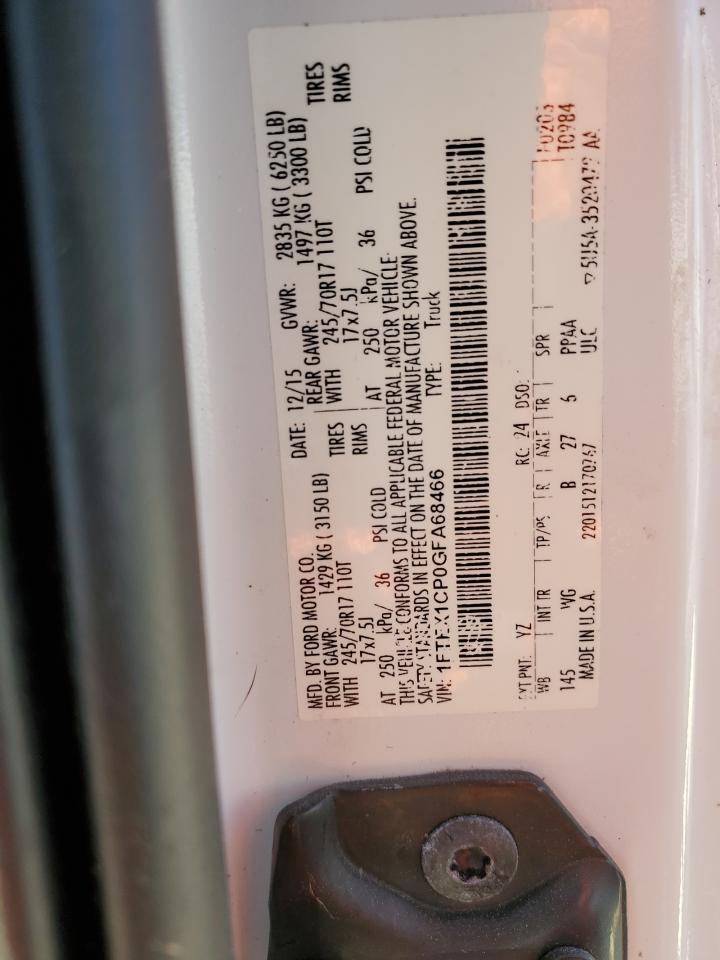 MFD. BY FORD MOTOR CO. DATE: 12/15 GVWR: 2835 KG ( 6250 LB)
FRONT GAWR: 1429 KG ( 3150 LB) REAR GAWR: 1497 KG ( 3300 LB)
WITH 245/70R17 110T TIRES WITH 245/70R17 110T TIRES
17x7.5J RIMS 17x7.5J RIMS
AT 250 kPa/ 36 PSI COLD AT 250 kPa/ 36 PSI COLD
THIS VEHICLE CONFORMS TO ALL APPLICABLE FEDERAL MOTOR VEHICLE
SAFETY STANDARDS IN EFFECT ON THE DATE OF MANUFACTURE SHOWN ABOVE.
VIN: 1FTEX1CP0GFA68466 TYPE: Truck
F0203
T0984
EXT PNT: YZ RC: 24 DSO:
WB INT TR TP/PS R AXLE TR SPR
145 WG B 27 6 PPAA
MADE IN U.S.A. ULC